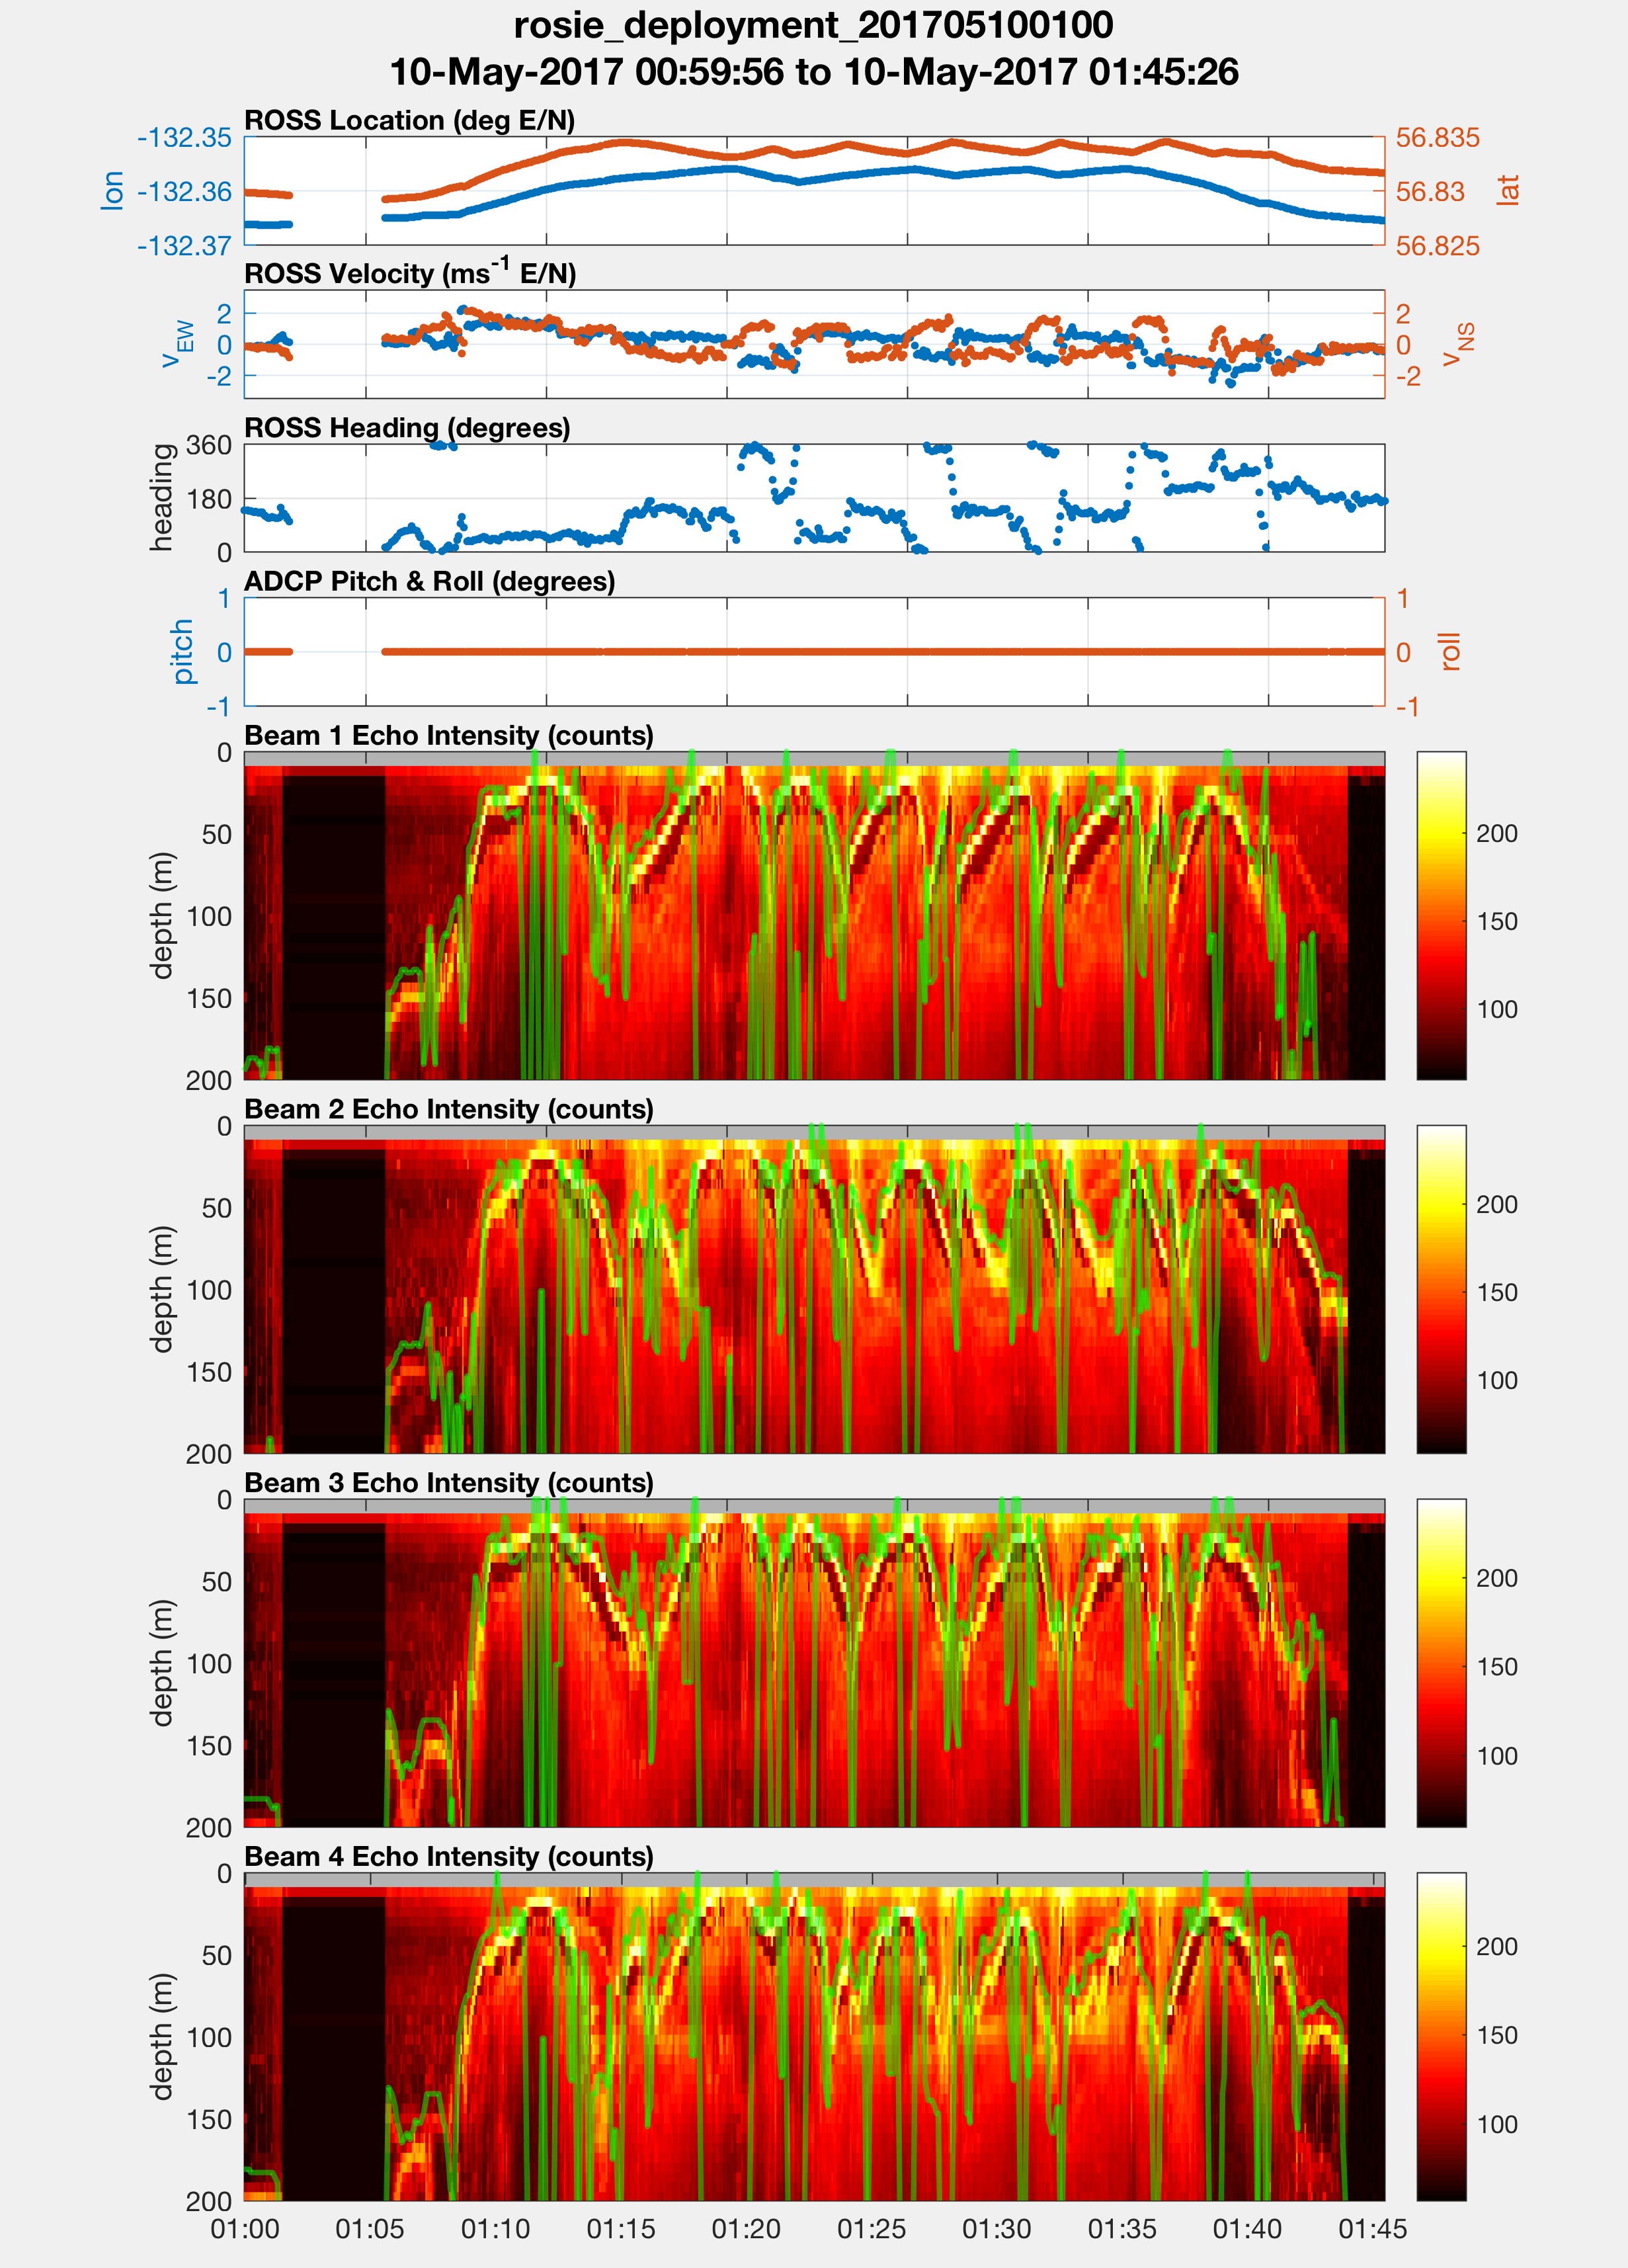 rosie_deployment_201705100100
10-May-2017 00:59:56 to 10-May-2017 01:45:26
ROSS Location (deg E/N)
-132.35
-132.36
-132.37
lon
56.835
56.83
56.825
lat
ROSS Velocity (ms-1 E/N)
2
0
-2
vEW
2
0
-2
vNS
ROSS Heading (degrees)
360
180
0
heading
ADCP Pitch & Roll (degrees)
1
0
-1
pitch
1
0
-1
roll
Beam 1 Echo Intensity (counts)
0
50
100
150
200
depth (m)
200
150
100
Beam 2 Echo Intensity (counts)
0
50
100
150
200
depth (m)
200
150
100
Beam 3 Echo Intensity (counts)
0
50
100
150
200
depth (m)
200
150
100
Beam 4 Echo Intensity (counts)
0
50
100
150
200
depth (m)
200
150
100
01:00 01:05 01:10 01:15 01:20 01:25 01:30 01:35 01:40 01:45